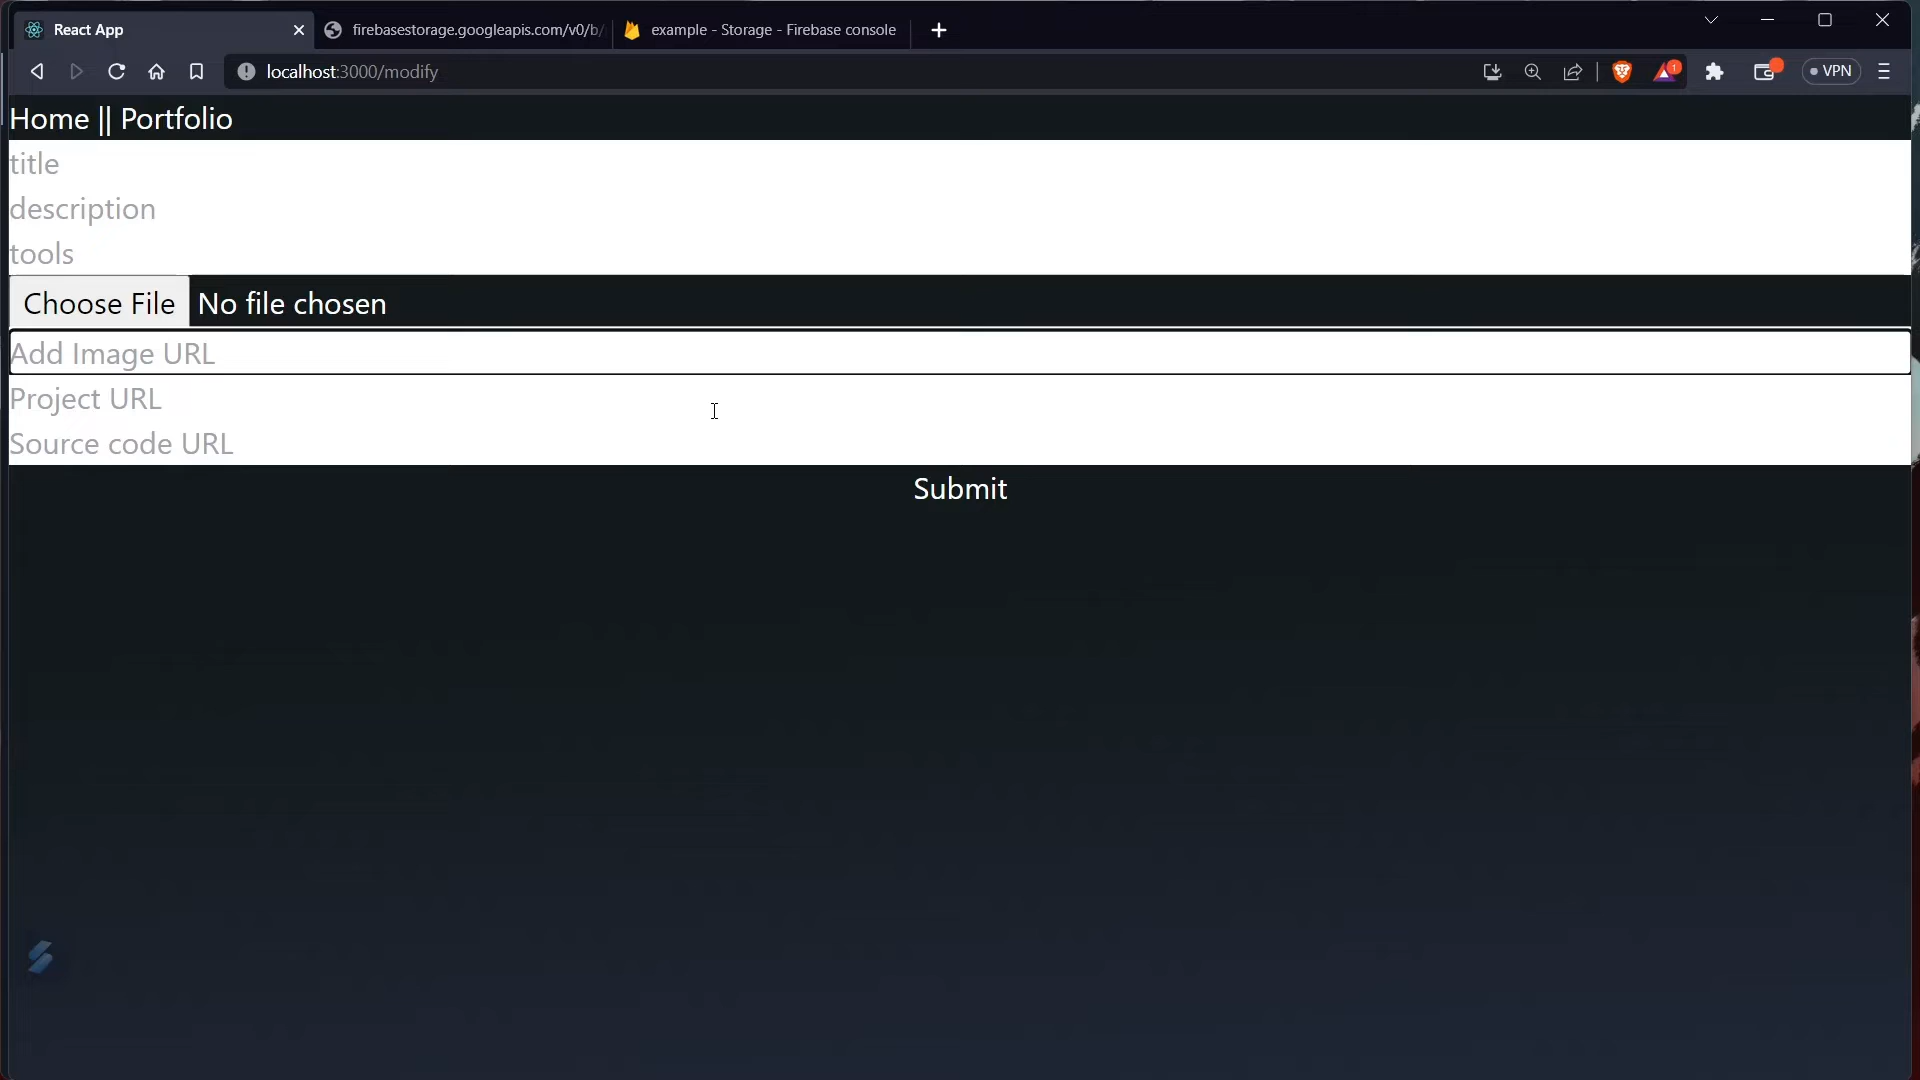 React App
firebasestorage.googleapis.com/v0/b/
example - Storage - Firebase console
localhost:3000/modify
1
VPN
Home || Portfolio
title
description
tools
Choose File No file chosen
Add Image URL
Project URL
Source code URL
Submit